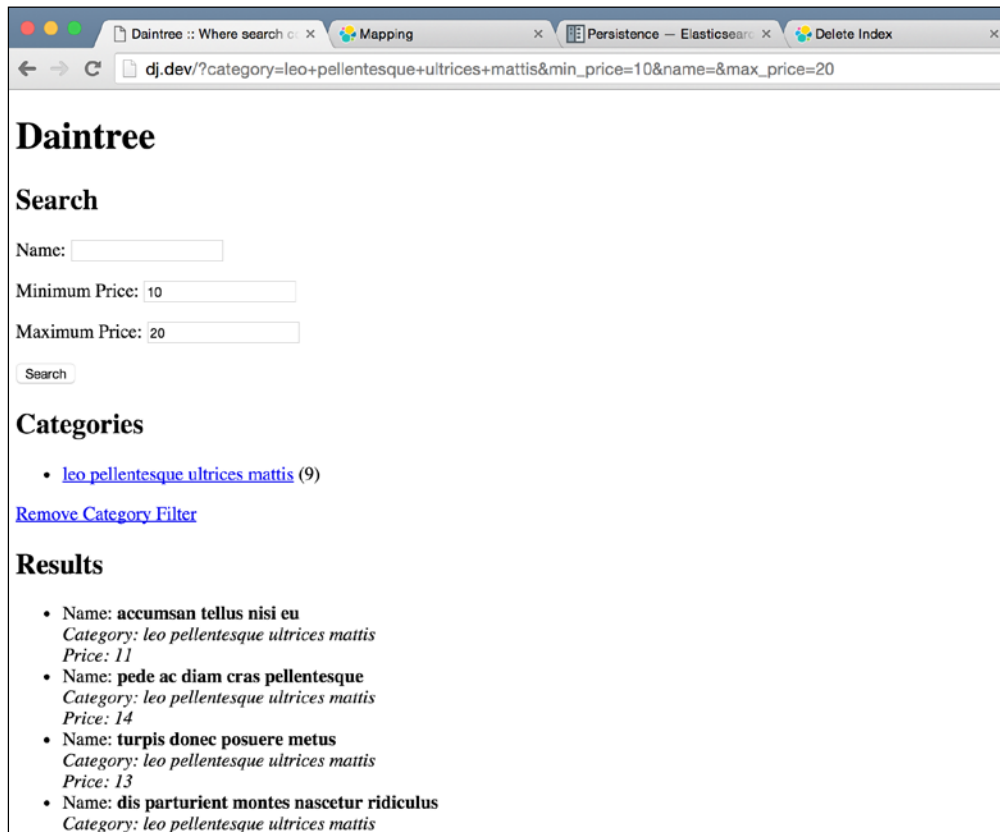 Daintree :: Where search c
Mapping
Persistence — Elasticsearc
Delete Index
dj.dev/?category=leo+pellentesque+ultrices+mattis&min_price=10&name=&max_price=20
Daintree
Search
Name:
Minimum Price: 10
Maximum Price: 20
Search
Categories
• leo pellentesque ultrices mattis (9)
Remove Category Filter
Results
• Name: accumsan tellus nisi eu
Category: leo pellentesque ultrices mattis
Price: 11
• Name: pede ac diam cras pellentesque
Category: leo pellentesque ultrices mattis
Price: 14
• Name: turpis donec posuere metus
Category: leo pellentesque ultrices mattis
Price: 13
• Name: dis parturient montes nascetur ridiculus
Category: leo pellentesque ultrices mattis